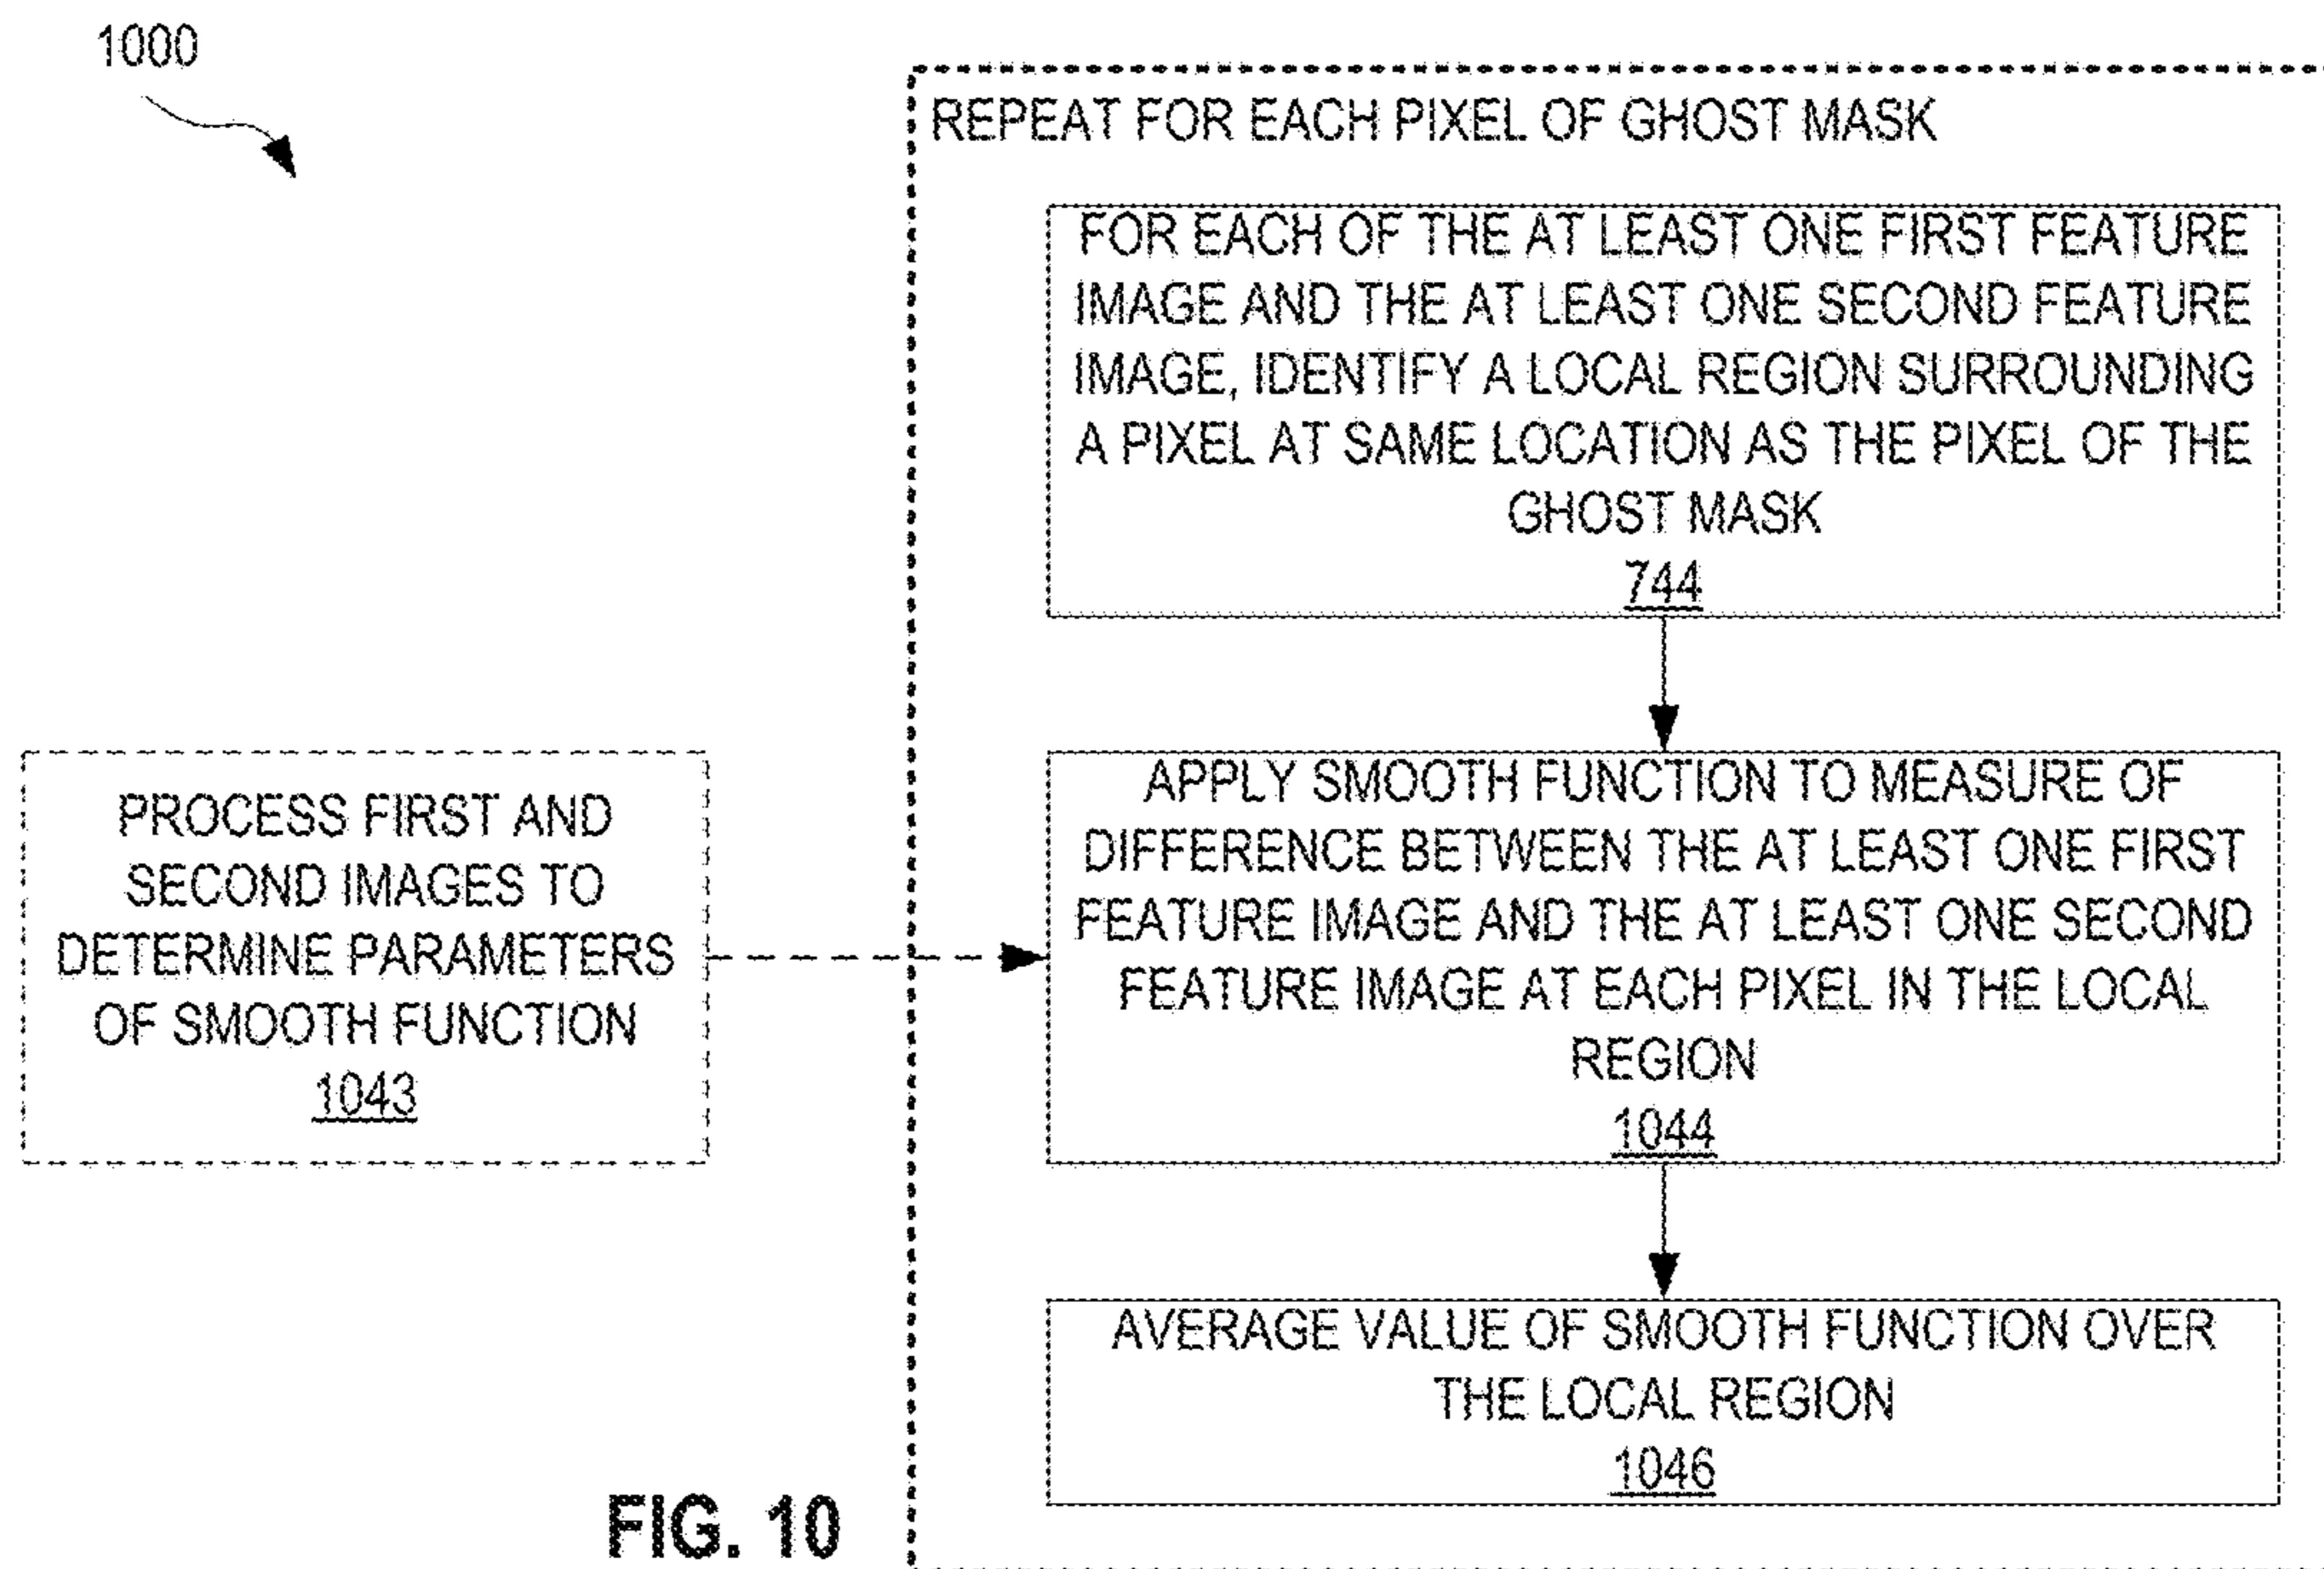 1000
REPEAT FOR EACH PIXEL OF GHOST MASK
FOR EACH OF THE AT LEAST ONE FIRST FEATURE
IMAGE AND THE AT LEAST ONE SECOND FEATURE
IMAGE, IDENTIFY A LOCAL REGION SURROUNDING
A PIXEL AT SAME LOCATION AS THE PIXEL OF THE
GHOST MASK
744
PROCESS FIRST AND
SECOND IMAGES TO
DETERMINE PARAMETERS
OF SMOOTH FUNCTION
1043
APPLY SMOOTH FUNCTION TO MEASURE OF
DIFFERENCE BETWEEN THE AT LEAST ONE FIRST
FEATURE IMAGE AND THE AT LEAST ONE SECOND
FEATURE IMAGE AT EACH PIXEL IN THE LOCAL
REGION
1044
AVERAGE VALUE OF SMOOTH FUNCTION OVER
THE LOCAL REGION
1046
FIG. 10